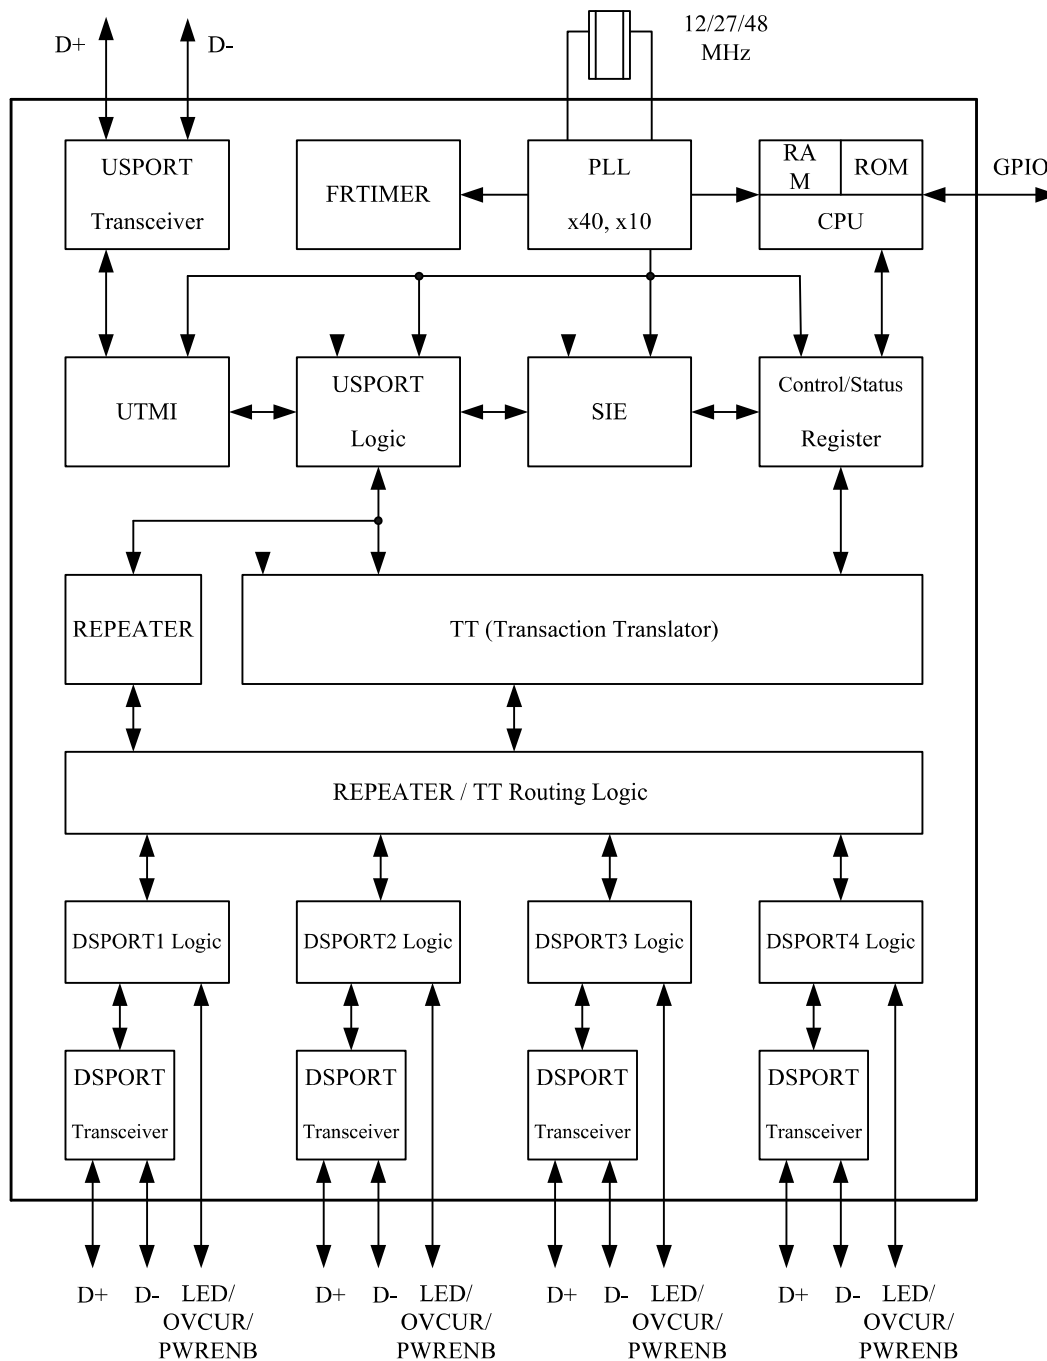 12/27/48
MHz
D+
D-
USPORT
Transceiver
FRTIMER
PLL
x40, x10
RA
M
ROM
CPU
GPIO
UTMI
USPORT
Logic
SIE
Control/Status
Register
REPEATER
TT (Transaction Translator)
REPEATER / TT Routing Logic
DSPORT1 Logic
DSPORT2 Logic
DSPORT3 Logic
DSPORT4 Logic
DSPORT
Transceiver
DSPORT
Transceiver
DSPORT
Transceiver
DSPORT
Transceiver
D+
D-
LED/
OVCUR/
PWRENB
D+
D-
LED/
OVCUR/
PWRENB
D+
D-
LED/
OVCUR/
PWRENB
D+
D-
LED/
OVCUR/
PWRENB